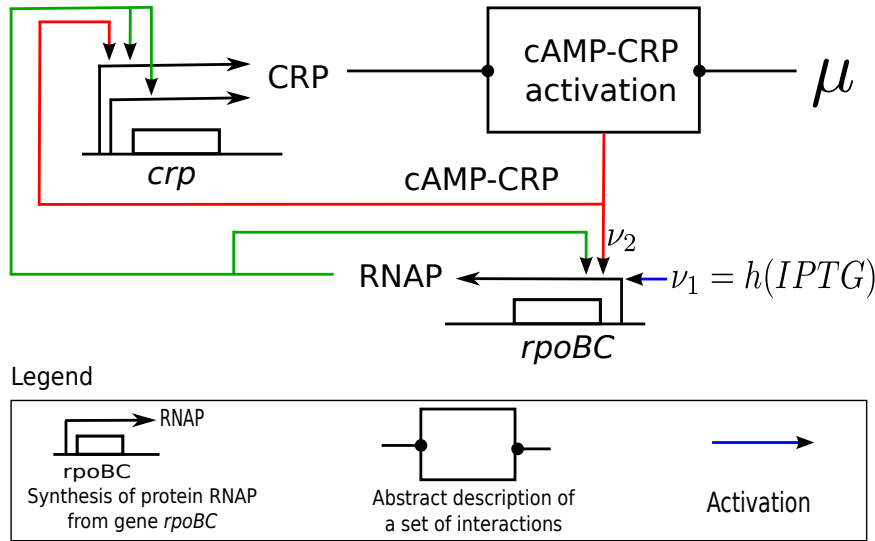 CRP
cAMP-CRP
activation
μ
crp
cAMP-CRP
ν₂
RNAP
ν₁ = h(IPTG)
rpoBC
Legend
RNAP
rpoBC
Synthesis of protein RNAP
from gene rpoBC
Abstract description of
a set of interactions
Activation